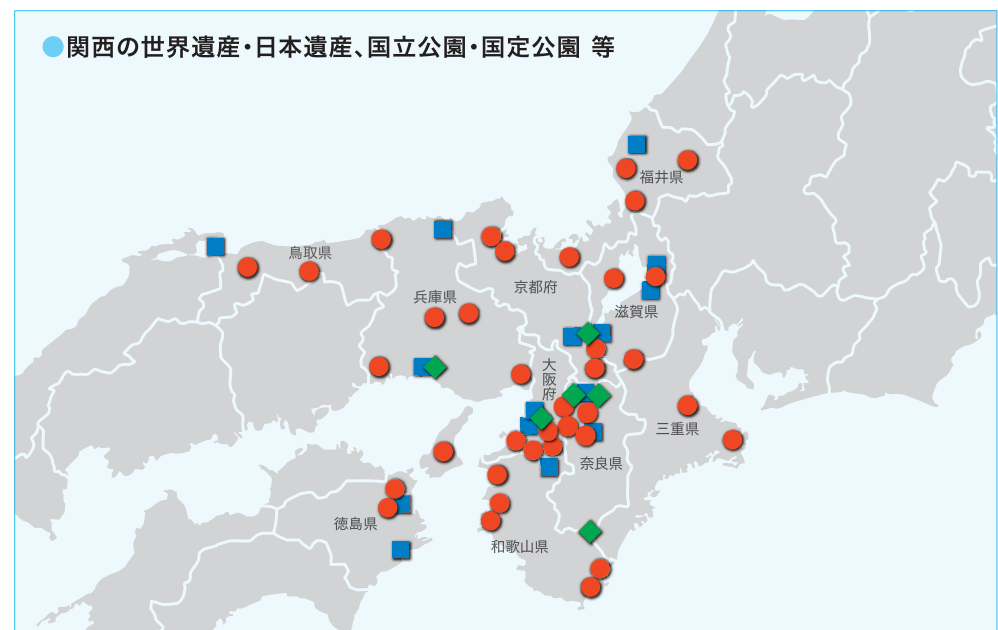 ●関西の世界遺産・日本遺産、国立公園・国定公園 等
福井県
鳥取県
京都府
兵庫県
滋賀県
大阪府
三重県
奈良県
徳島県
和歌山県